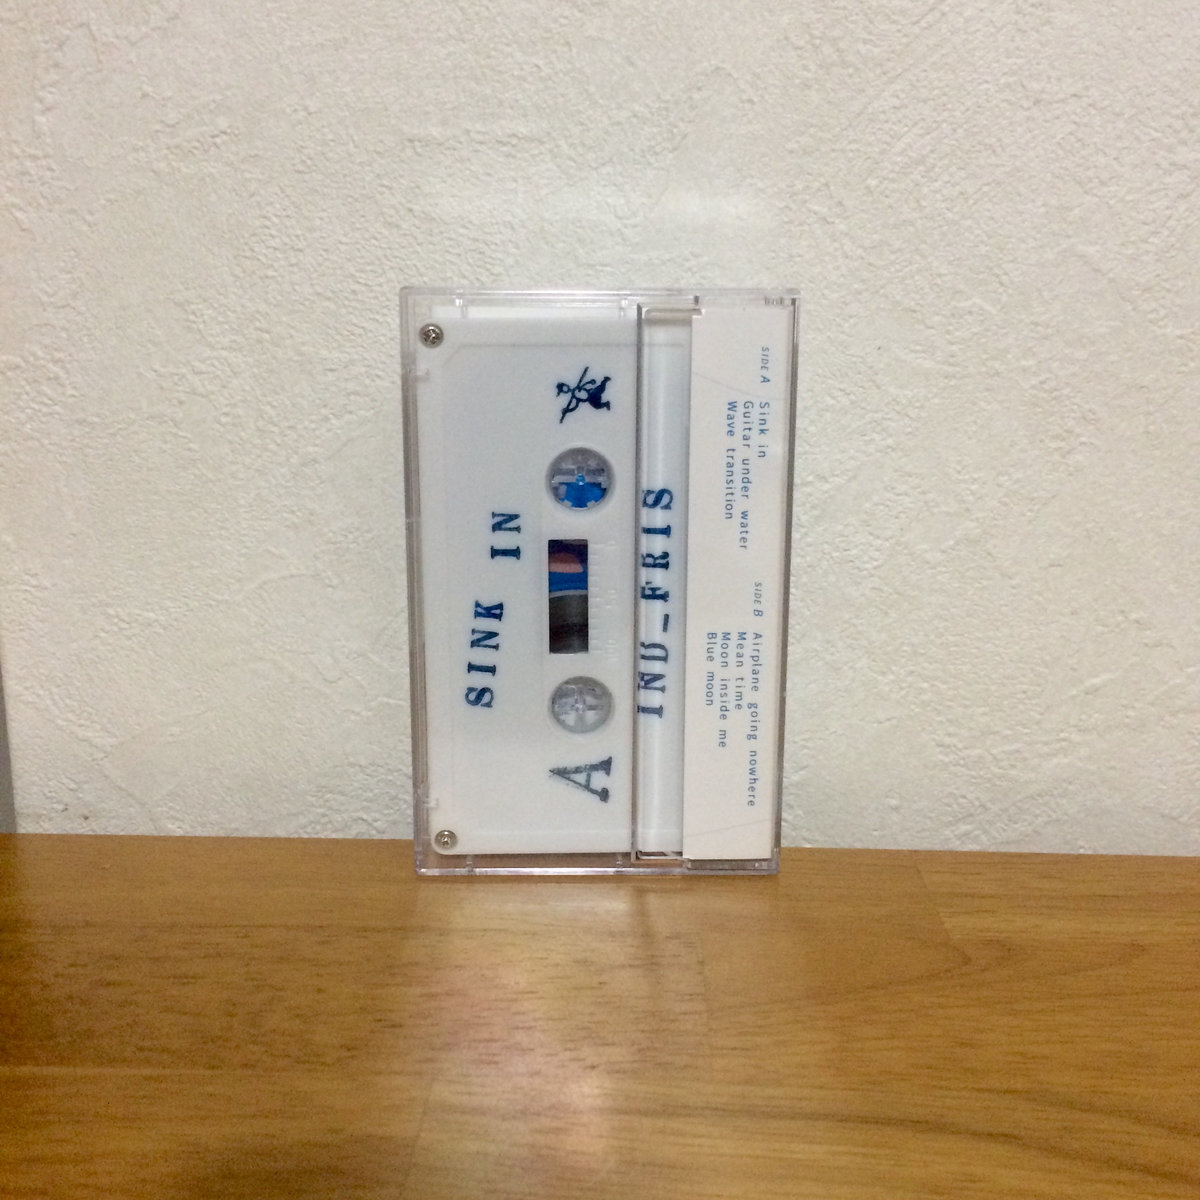 SINK IN
A
IND_FRIS
SIDE A
Sink in
Guitar under water
Wave transition
SIDE B
Airplane going nowhere
Mean time
Moon inside me
Blue moon